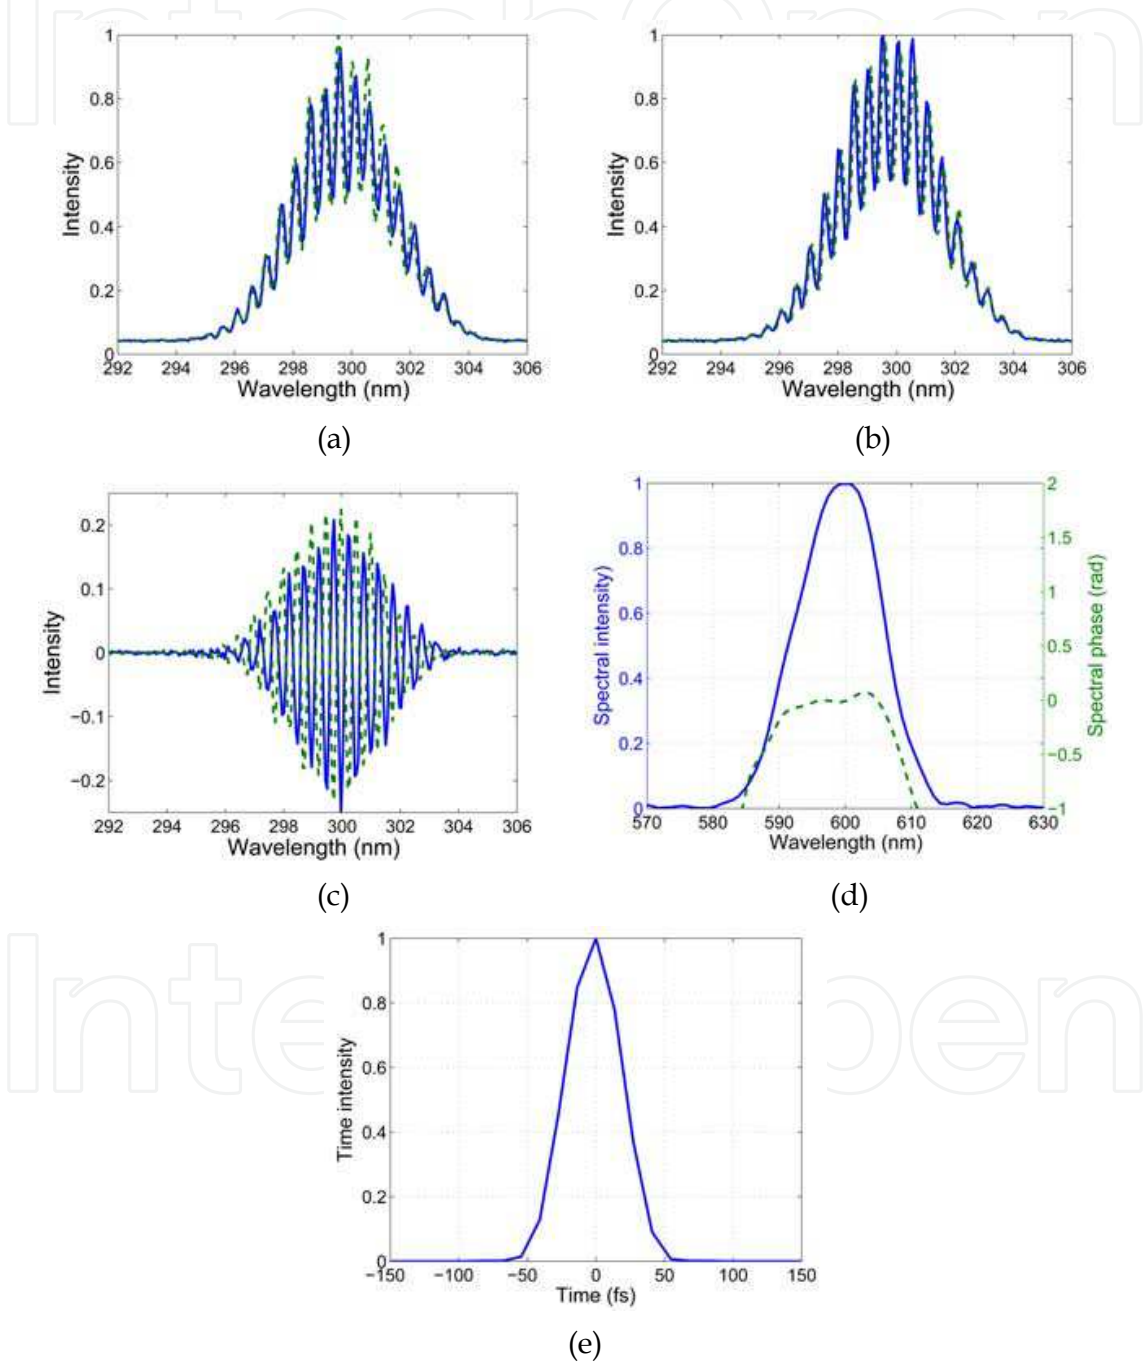 IntechOpen
1
0.8
0.6
0.4
0.2
0
292 294 296 298 300 302 304 306
Intensity
Wavelength (nm)
(a)
1
0.8
0.6
0.4
0.2
0
292 294 296 298 300 302 304 306
Intensity
Wavelength (nm)
(b)
0.2
0.1
0
−0.1
−0.2
292 294 296 298 300 302 304 306
Intensity
Wavelength (nm)
(c)
1
0.8
0.6
0.4
0.2
0
Spectral intensity)
2
1.5
1
0.5
0
−0.5
−1
Spectral phase (rad)
570 580 590 600 610 620 630
Wavelength (nm)
(d)
IntechOpen
1
0.8
0.6
0.4
0.2
0
Time intensity
−150 −100 −50 0 50 100 150
Time (fs)
(e)